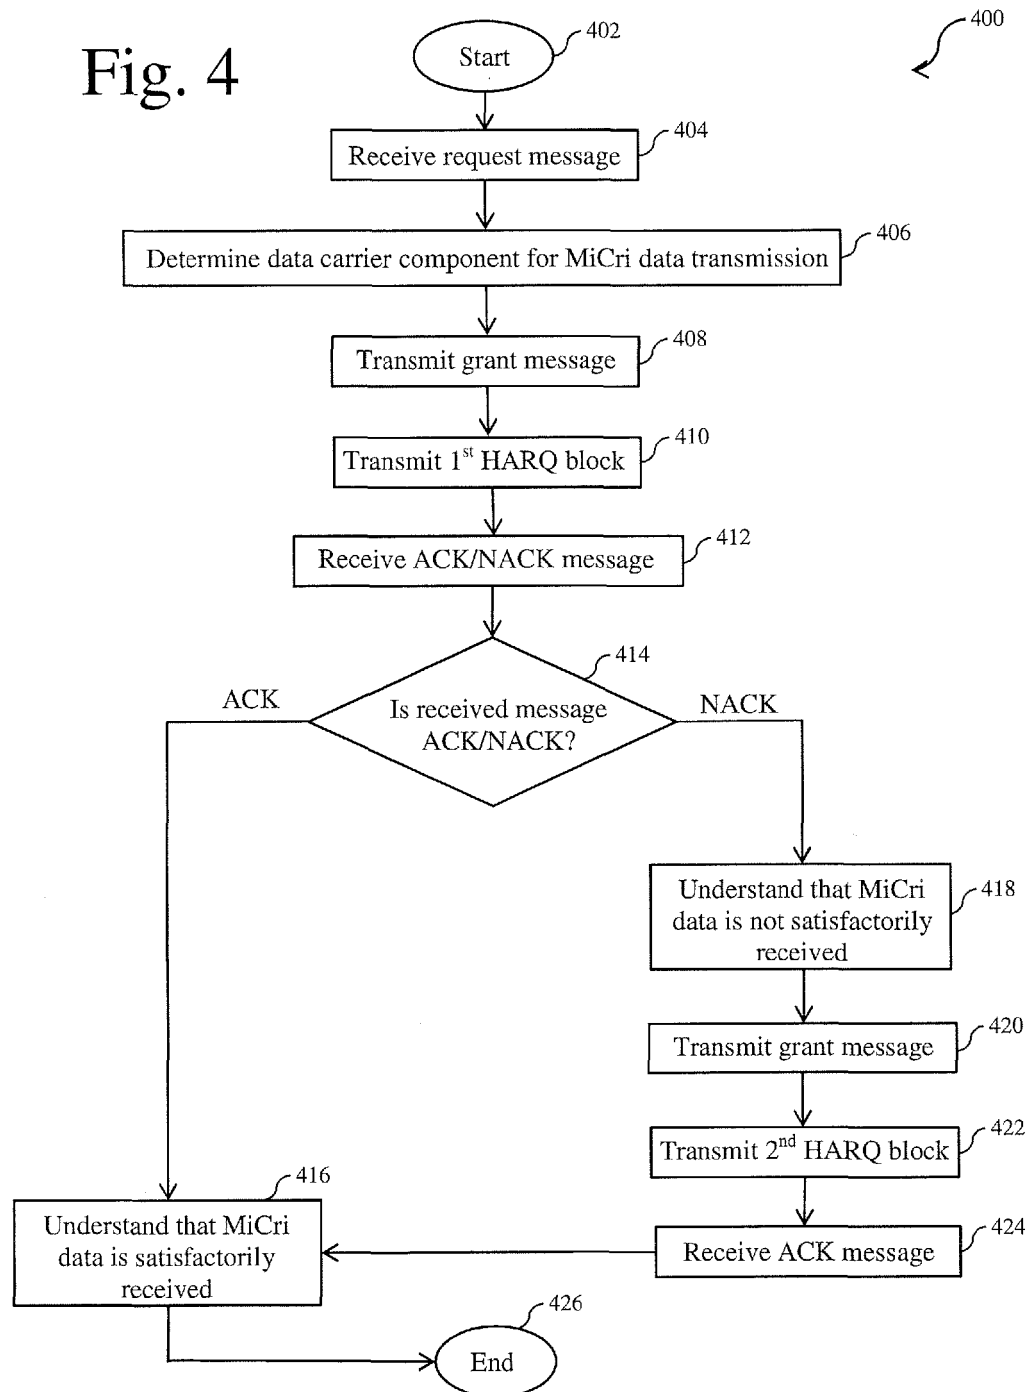 Fig. 4
400
402
Start
404
Receive request message
406
Determine data carrier component for MiCri data transmission
408
Transmit grant message
410
Transmit 1st HARQ block
412
Receive ACK/NACK message
414
ACK
Is received message
ACK/NACK?
NACK
418
Understand that MiCri
data is not satisfactorily
received
420
Transmit grant message
422
Transmit 2nd HARQ block
416
Understand that MiCri
data is satisfactorily
received
424
Receive ACK message
426
End